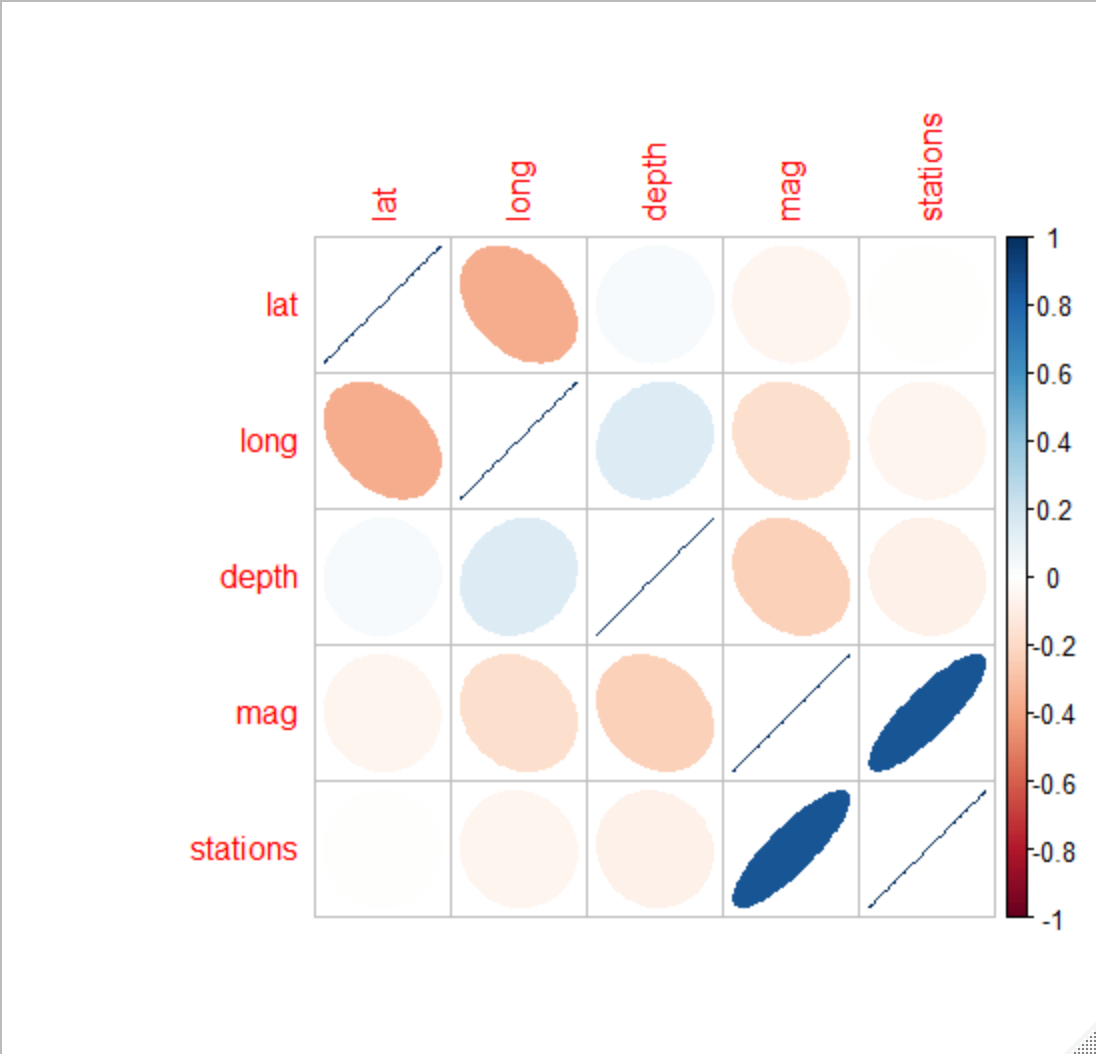 lat
long
depth
mag
stations
lat
long
depth
mag
stations
1
0.8
0.6
0.4
0.2
0
-0.2
-0.4
-0.6
-0.8
-1